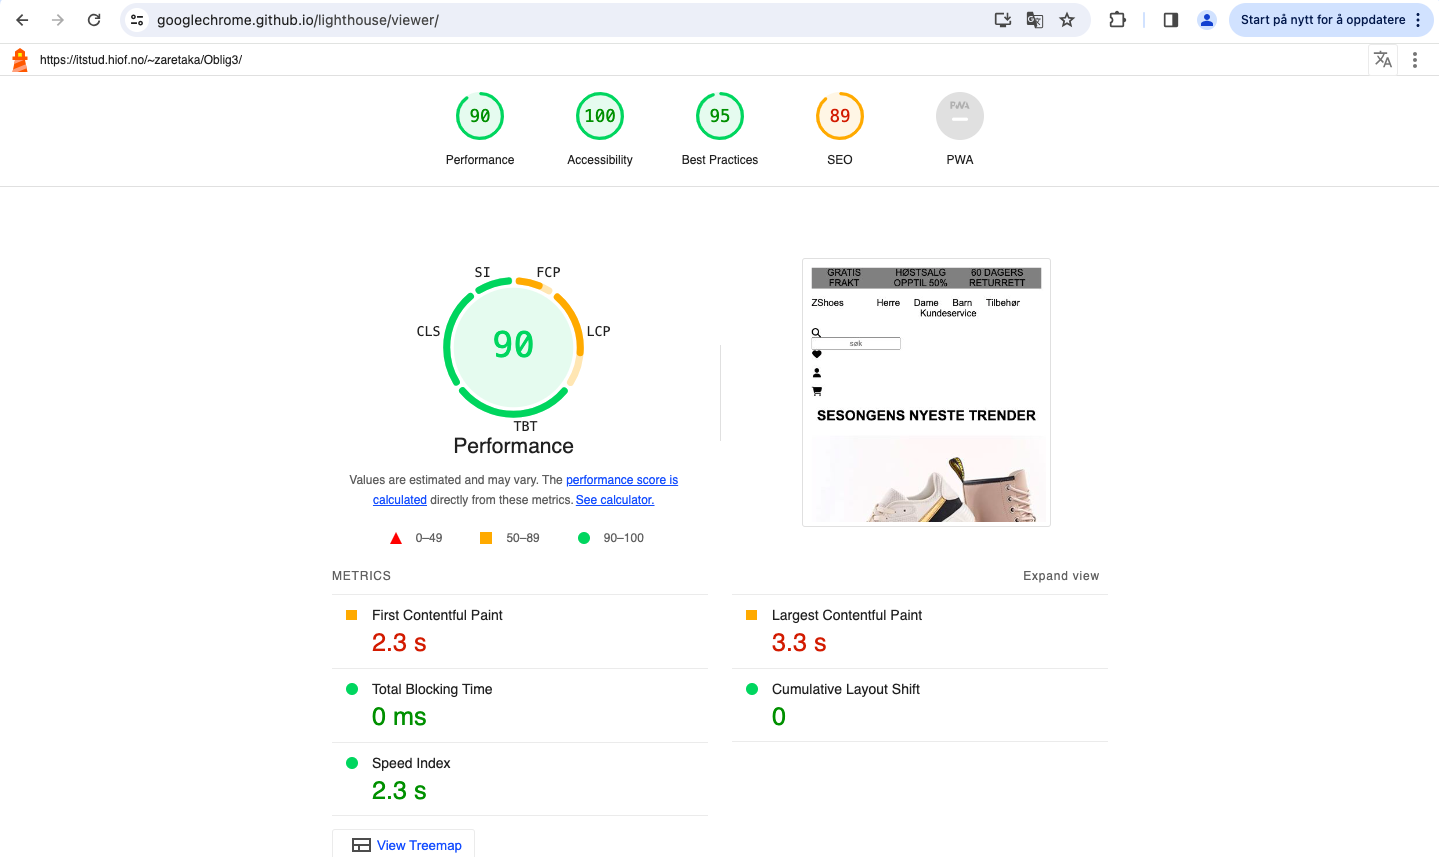 googlechrome.github.io/lighthouse/viewer/
Start på nytt for å oppdatere
https://itstud.hiof.no/~zaretaka/Oblig3/
90
100
95
89
PWA
Performance
Accessibility
Best Practices
SEO
PWA
SI
FCP
CLS
LCP
90
TBT
Performance
Values are estimated and may vary. The performance score is
calculated directly from these metrics. See calculator.
0–49
50–89
90–100
GRATIS FRAKT
HØSTSALG OPPTIL 50%
60 DAGERS RETURRETT
ZShoes Herre Dame Barn Tilbehør
Kundeservice
søk
SESONGENS NYESTE TRENDER
METRICS
Expand view
First Contentful Paint
2.3 s
Largest Contentful Paint
3.3 s
Total Blocking Time
0 ms
Cumulative Layout Shift
0
Speed Index
2.3 s
View Treemap